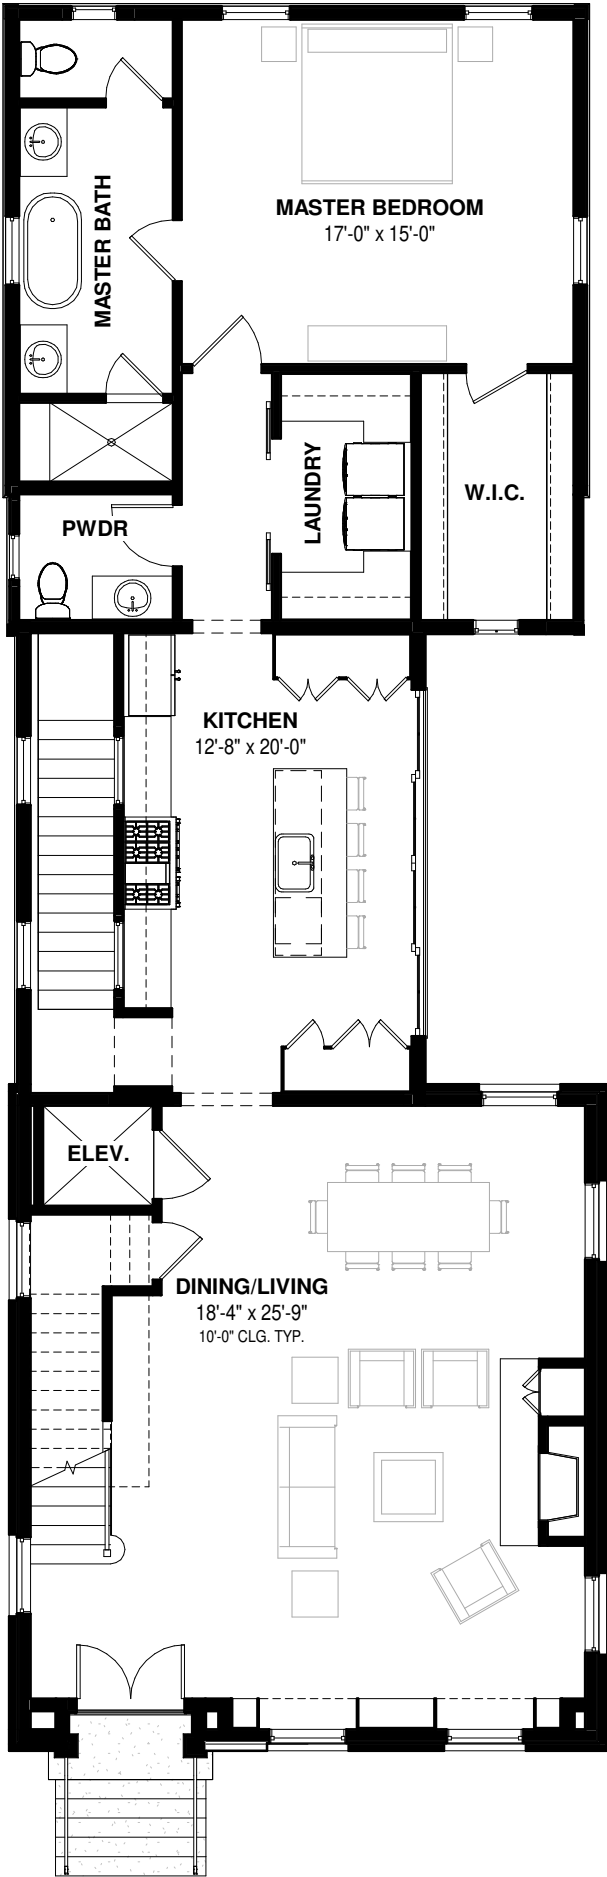 MASTER BATH
MASTER BEDROOM
17'-0" x 15'-0"
LAUNDRY
W.I.C.
PWDR
KITCHEN
12'-8" x 20'-0"
ELEV.
DINING/LIVING
18'-4" x 25'-9"
10'-0" CLG. TYP.